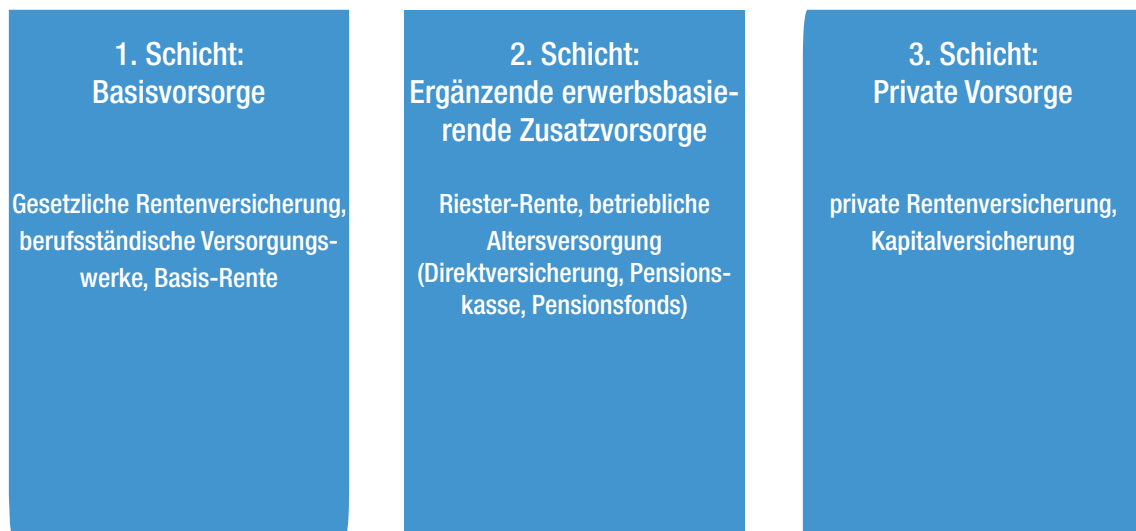 1. Schicht:
Basisvorsorge
Gesetzliche Rentenversicherung,
berufsständische Versorgungs-
werke, Basis-Rente
2. Schicht:
Ergänzende erwerbsbasie-
rende Zusatzvorsorge
Riester-Rente, betriebliche
Altersversorgung
(Direktversicherung, Pensions-
kasse, Pensionsfonds)
3. Schicht:
Private Vorsorge
private Rentenversicherung,
Kapitalversicherung